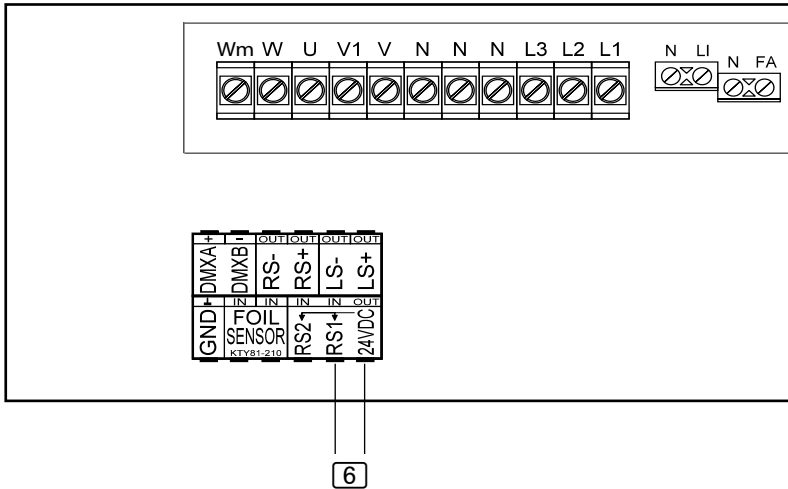 Wm W U V1 V N N N L3 L2 L1
N LI
N FA
+ - OUT OUT OUT OUT
DMXA DMXB RS- RS+ LS- LS+
IN IN IN IN OUT
GND FOIL SENSOR KTY81-210 RS2 RS1 24VDC
6